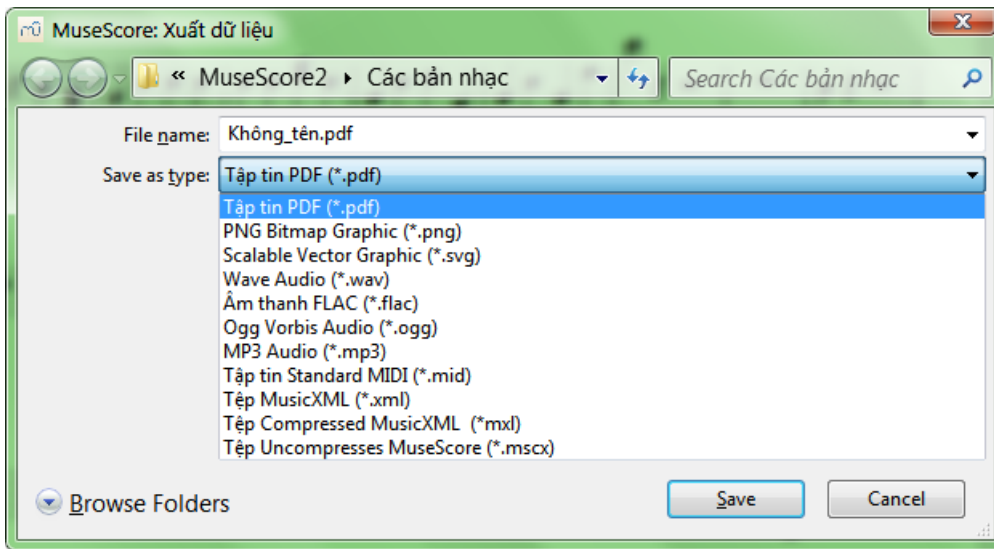 MuseScore: Xuất dữ liệu
« MuseScore2 Các bản nhạc Search Các bản nhạc
File name: Không_tên.pdf
Save as type: Tập tin PDF (*.pdf)
Tập tin PDF (*.pdf)
PNG Bitmap Graphic (*.png)
Scalable Vector Graphic (*.svg)
Wave Audio (*.wav)
Âm thanh FLAC (*.flac)
Ogg Vorbis Audio (*.ogg)
MP3 Audio (*.mp3)
Tập tin Standard MIDI (*.mid)
Tệp MusicXML (*.xml)
Tệp Compressed MusicXML (*mxl)
Tệp Uncompresses MuseScore (*.mscx)
Browse Folders Save Cancel